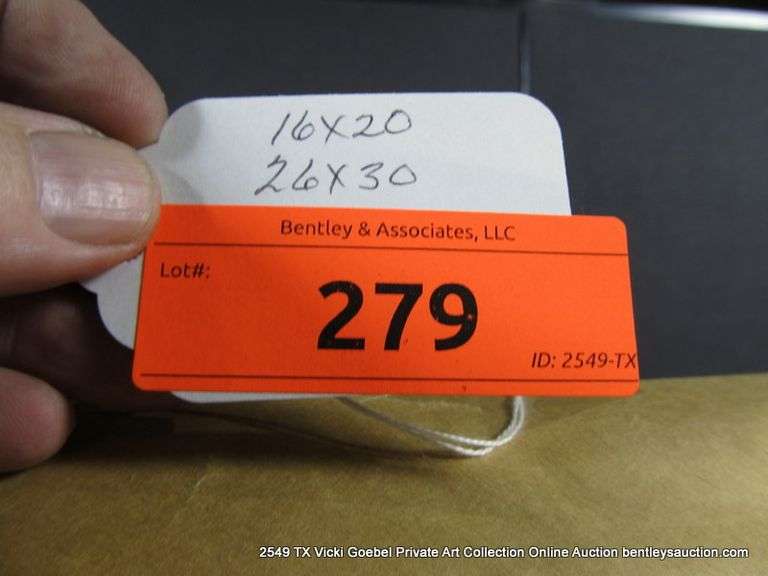 16X20
26X30
Bentley & Associates, LLC
Lot#:
279
ID: 2549-TX
2549 TX Vicki Goebel Private Art Collection Online Auction bentleysauction.com